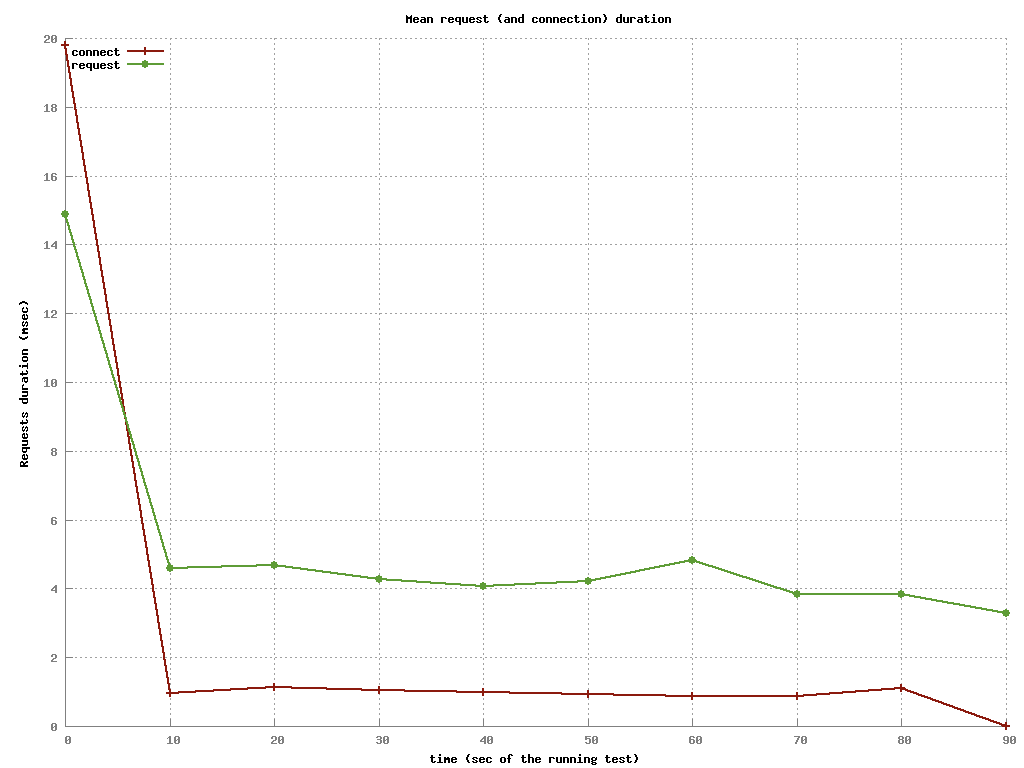 Mean request (and connection) duration
connect
request
Requests duration (msec)
20
18
16
14
12
10
8
6
4
2
0
0 10 20 30 40 50 60 70 80 90
time (sec of the running test)